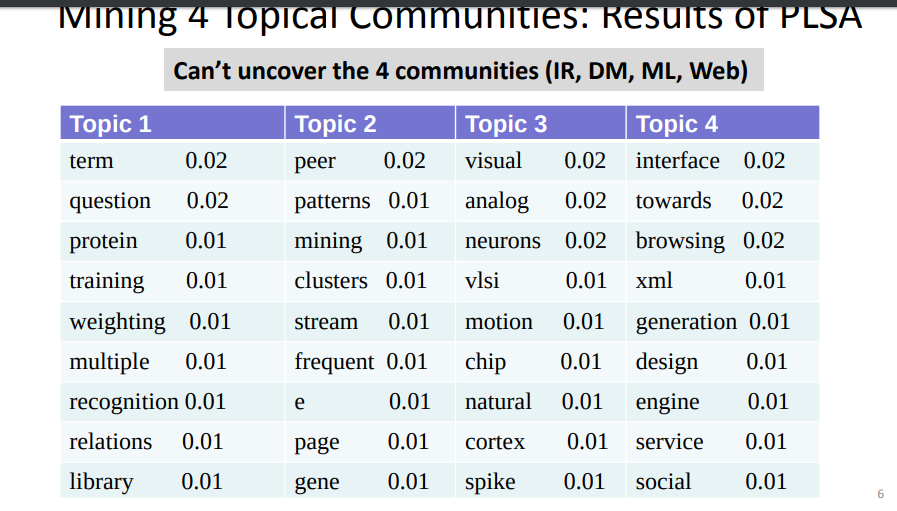 Mining 4 Topical Communities: Results of PLSA
Can’t uncover the 4 communities (IR, DM, ML, Web)
Topic 1 Topic 2 Topic 3 Topic 4
term 0.02 peer 0.02 visual 0.02 interface 0.02
question 0.02 patterns 0.01 analog 0.02 towards 0.02
protein 0.01 mining 0.01 neurons 0.02 browsing 0.02
training 0.01 clusters 0.01 vlsi 0.01 xml 0.01
weighting 0.01 stream 0.01 motion 0.01 generation 0.01
multiple 0.01 frequent 0.01 chip 0.01 design 0.01
recognition 0.01 e 0.01 natural 0.01 engine 0.01
relations 0.01 page 0.01 cortex 0.01 service 0.01
library 0.01 gene 0.01 spike 0.01 social 0.01
6